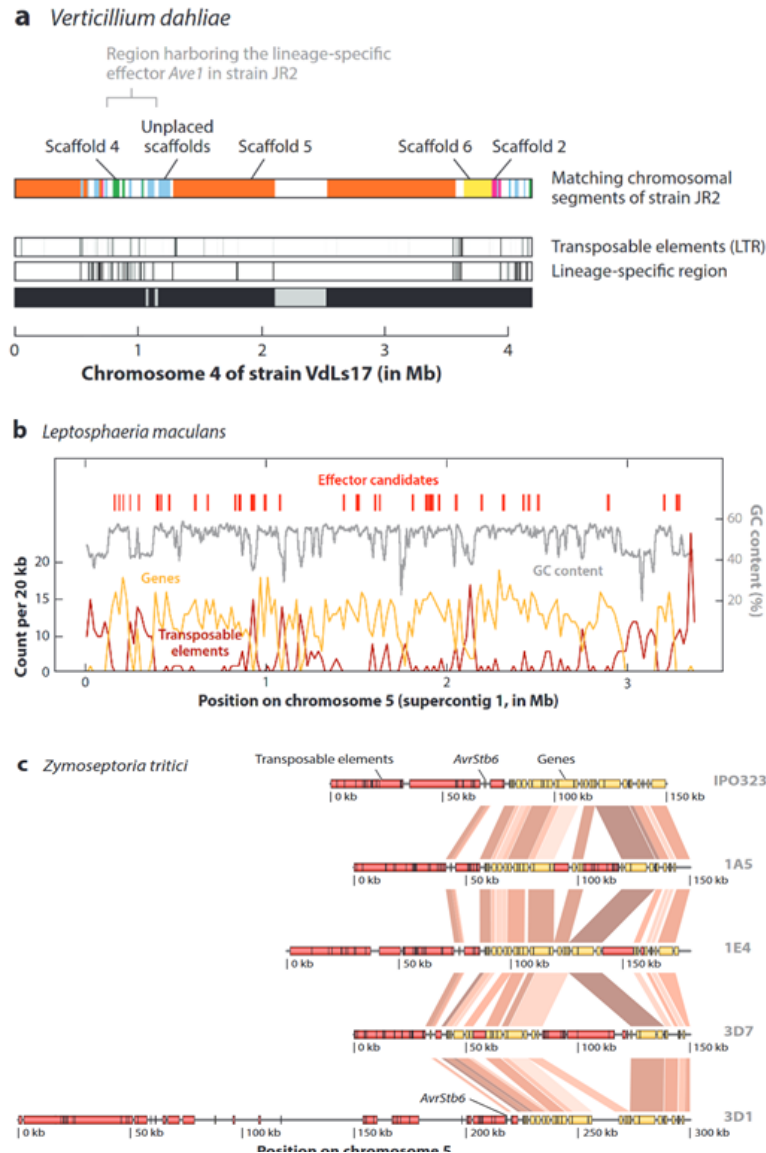 a Verticillium dahliae
Region harboring the lineage-specific
effector Ave1 in strain JR2
Unplaced
Scaffold 4 scaffolds Scaffold 5 Scaffold 6 Scaffold 2
Matching chromosomal
segments of strain JR2
Transposable elements (LTR)
Lineage-specific region
0 1 2 3 4
Chromosome 4 of strain VdLs17 (in Mb)
b Leptosphaeria maculans
Effector candidates
60
40
20
GC content (%)
GC content
Genes
Transposable
elements
20
15
10
0
Count per 20 kb
0 1 2 3
Position on chromosome 5 (supercontig 1, in Mb)
c Zymoseptoria tritici
Transposable elements AvrStb6 Genes
IPO323
0 kb 50 kb 100 kb 150 kb
1A5
0 kb 50 kb 100 kb 150 kb
1E4
0 kb 50 kb 100 kb 150 kb
3D7
0 kb 50 kb 100 kb 150 kb
AvrStb6
3D1
0 kb 50 kb 100 kb 150 kb 200 kb 250 kb 300 kb
Position on chromosome 5